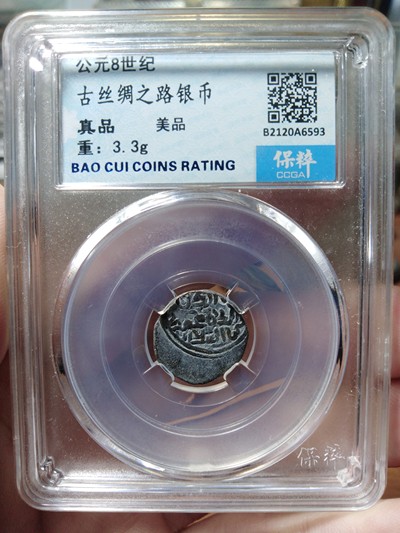 公元8世纪
古丝绸之路银币
真品 美品
重：3.3g
BAO CUI COINS RATING
B2120A6593
保粹
CCGA
保粹